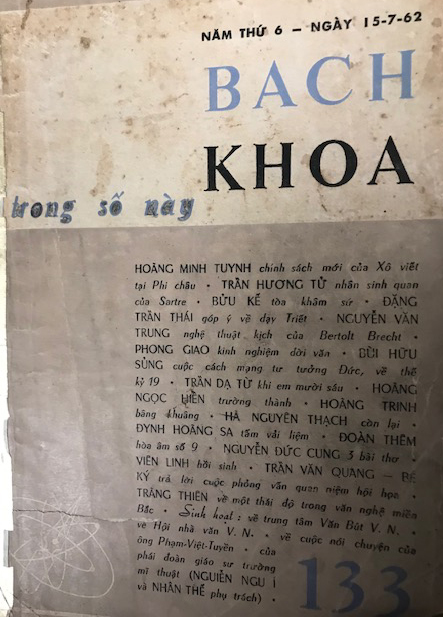 NĂM THỨ 6 – NGÀY 15-7-62
BACH
KHOA
trong số này
HOÀNG MINH TUYNH chính sách mới của Xô viết
tại Phi châu • TRẦN HƯƠNG TỬ nhân sinh quan
của Sartre • BỬU KẾ tòa khâm sứ • ĐẶNG
TRẦN THÁI góp ý về dạy Triết • NGUYỄN VĂN
TRUNG nghệ thuật kịch của Bertolt Brecht •
PHONG GIAO kinh nghiệm đời văn • BÙI HỮU
SỦNG cuộc cách mạng tư tưởng Đức, về thế
kỷ 19 • TRẦN DẠ TỪ khi em mười sáu • HOÀNG
NGỌC HIỀN trường thành • HOÀNG TRINH
bâng khuâng • HÀ NGUYÊN THẠCH còn lại •
ĐYNH HOÀNG SA tấm vải liệm • ĐOÀN THÊM
hòa âm số 9 • NGUYỄN ĐỨC CUNG 3 bài thơ •
VIÊN LINH hồi sinh • TRẦN VĂN QUANG – BÉ
KÝ trả lời cuộc phỏng vấn quan niệm hội họa •
TRÀNG THIÊN về một thái độ trong văn nghệ miền
Bắc • Sinh hoạt : về trung tâm Văn Bút V. N. •
về Hội nhà văn V. N. • về cuộc nói chuyện của
ông Phạm-Việt-Tuyền • của
phái đoàn giáo sư trường
mĩ thuật (NGUIỄN NGU Í
và NHÂN THẾ phụ trách) •
133